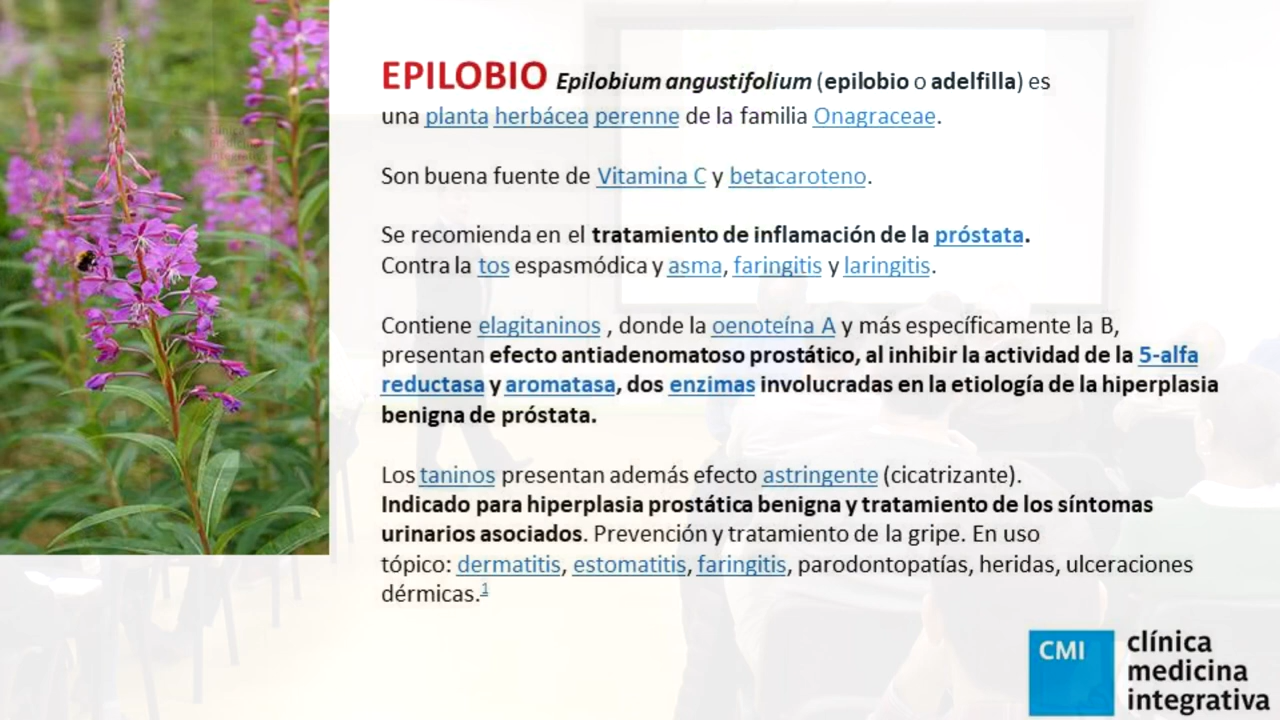 EPILOBIO Epilobium angustifolium (epilobio o adelfilla) es
una planta herbácea perenne de la familia Onagraceae.
Son buena fuente de Vitamina C y betacaroteno.
Se recomienda en el tratamiento de inflamación de la próstata.
Contra la tos espasmódica y asma, faringitis y laringitis.
Contiene elagitaninos , donde la oenoteína A y más específicamente la B,
presentan efecto antiadenomatoso prostático, al inhibir la actividad de la 5-alfa
reductasa y aromatasa, dos enzimas involucradas en la etiología de la hiperplasia
benigna de próstata.
Los taninos presentan además efecto astringente (cicatrizante).
Indicado para hiperplasia prostática benigna y tratamiento de los síntomas
urinarios asociados. Prevención y tratamiento de la gripe. En uso
tópico: dermatitis, estomatitis, faringitis, parodontopatías, heridas, ulceraciones
dérmicas.1
CMI
clínica
medicina
integrativa